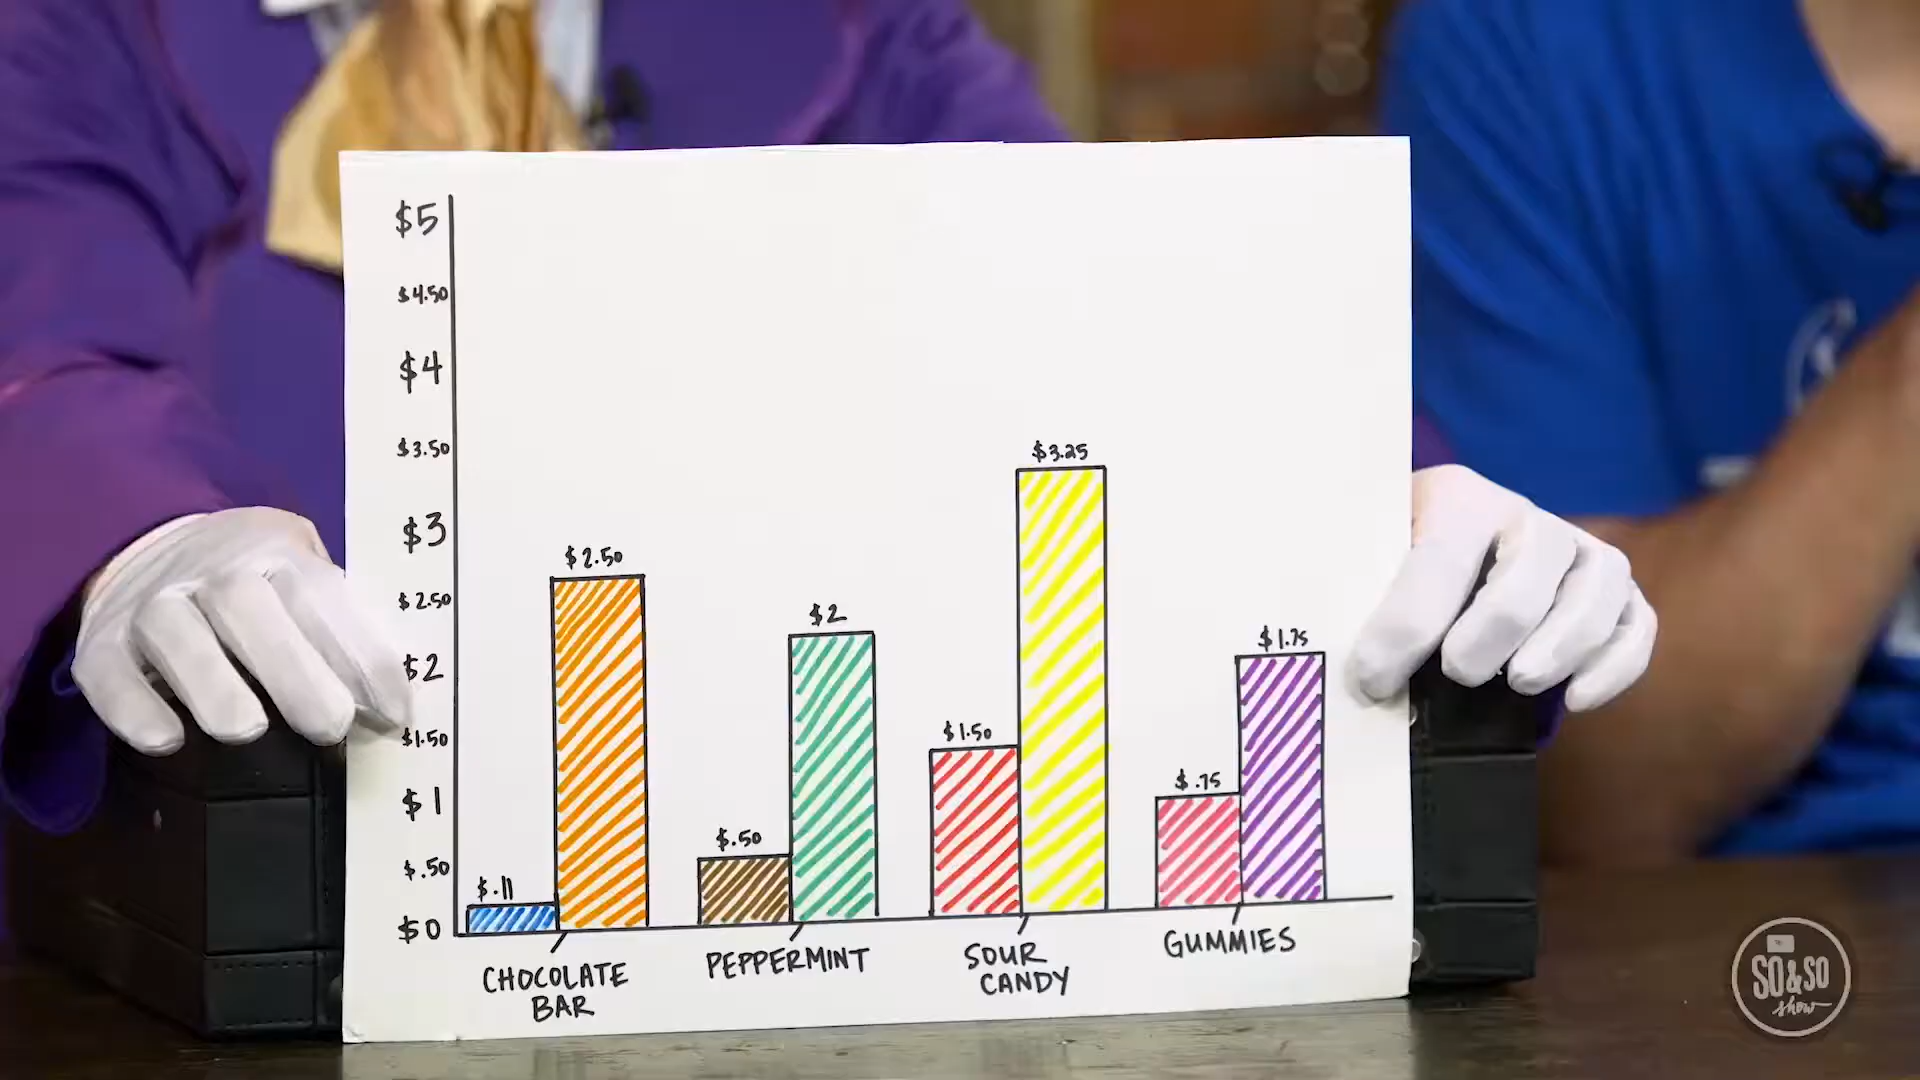 $5
$4.50
$4
$3.50
$3
$2.50
$2
$1.50
$1
$.50
$0
$.11
$2.50
$.50
$2
$1.50
$3.25
$.75
$1.75
CHOCOLATE
BAR
PEPPERMINT
SOUR
CANDY
GUMMIES
SO&SO
show